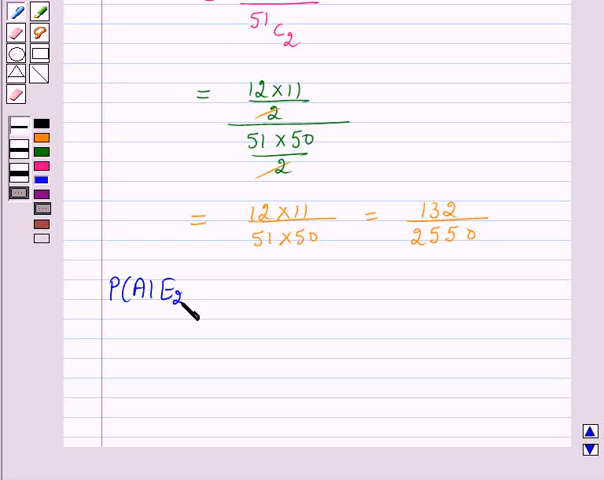 51C2
= 12 × 11 / 2 / 51 × 50 / 2
= 12 × 11 / 51 × 50 = 132 / 2550
P(A|E2